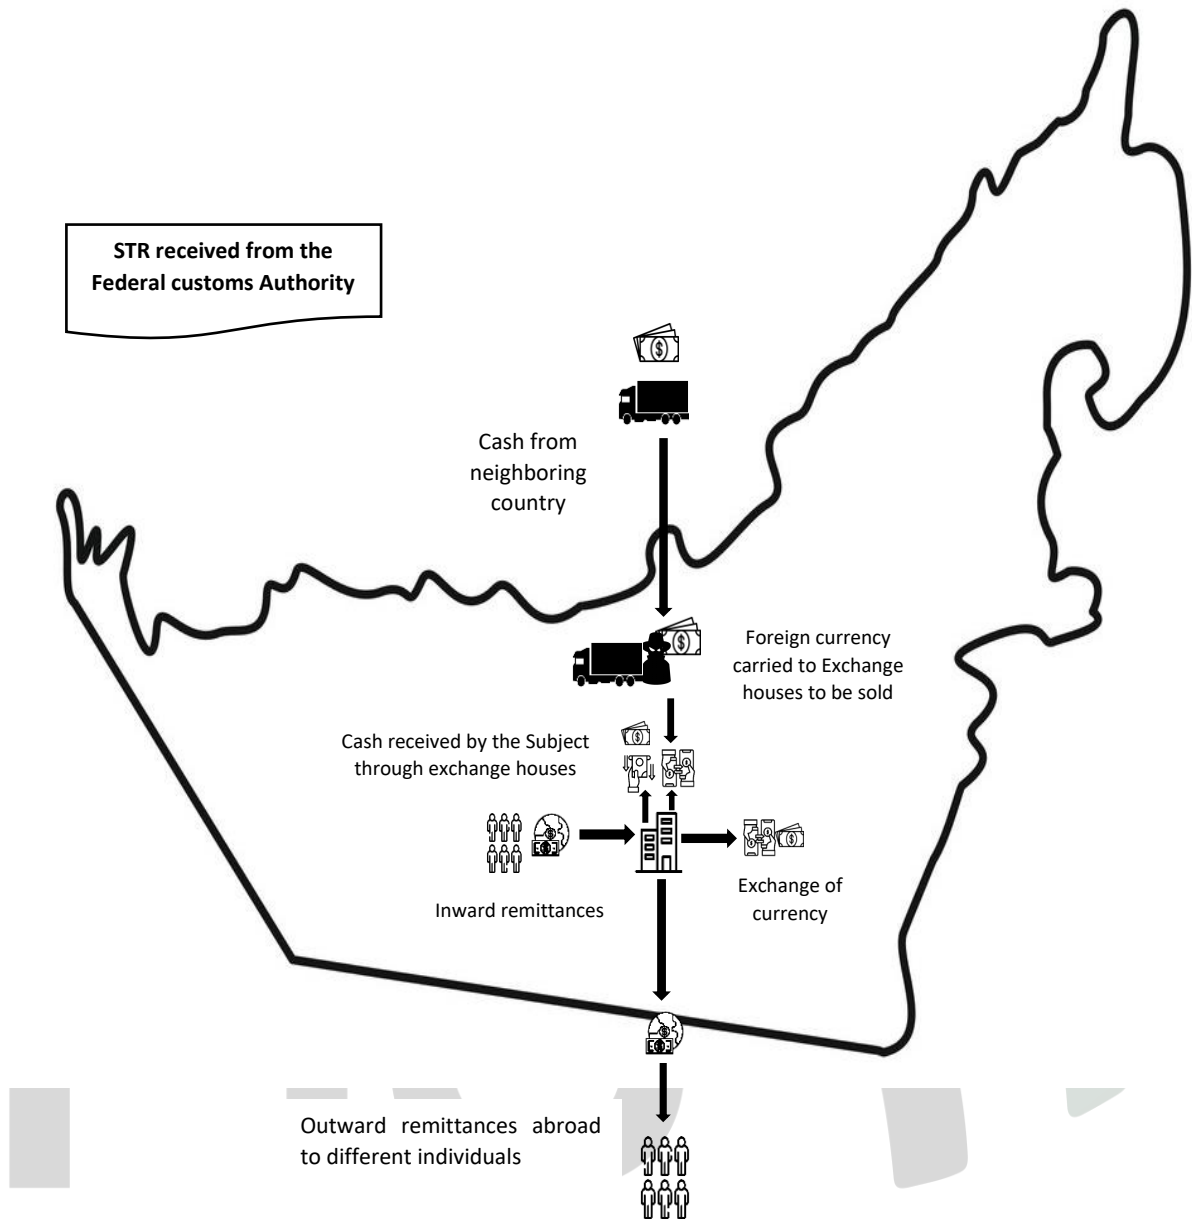 STR received from the
Federal customs Authority
Cash from
neighboring
country
Foreign currency
carried to Exchange
houses to be sold
Cash received by the Subject
through exchange houses
Inward remittances
Exchange of
currency
Outward remittances abroad
to different individuals